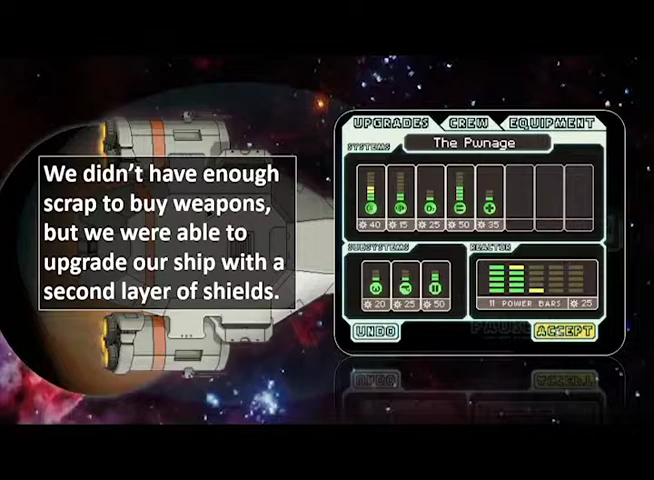 UPGRADES
CREW
EQUIPMENT
SYSTEMS
The Pwnage
We didn't have enough
scrap to buy weapons,
but we were able to
upgrade our ship with a
second layer of shields.
40 15 25 50 35
SUBSYSTEMS
REACTOR
20 25 50
11 POWER BARS 25
UNDO
ACCEPT